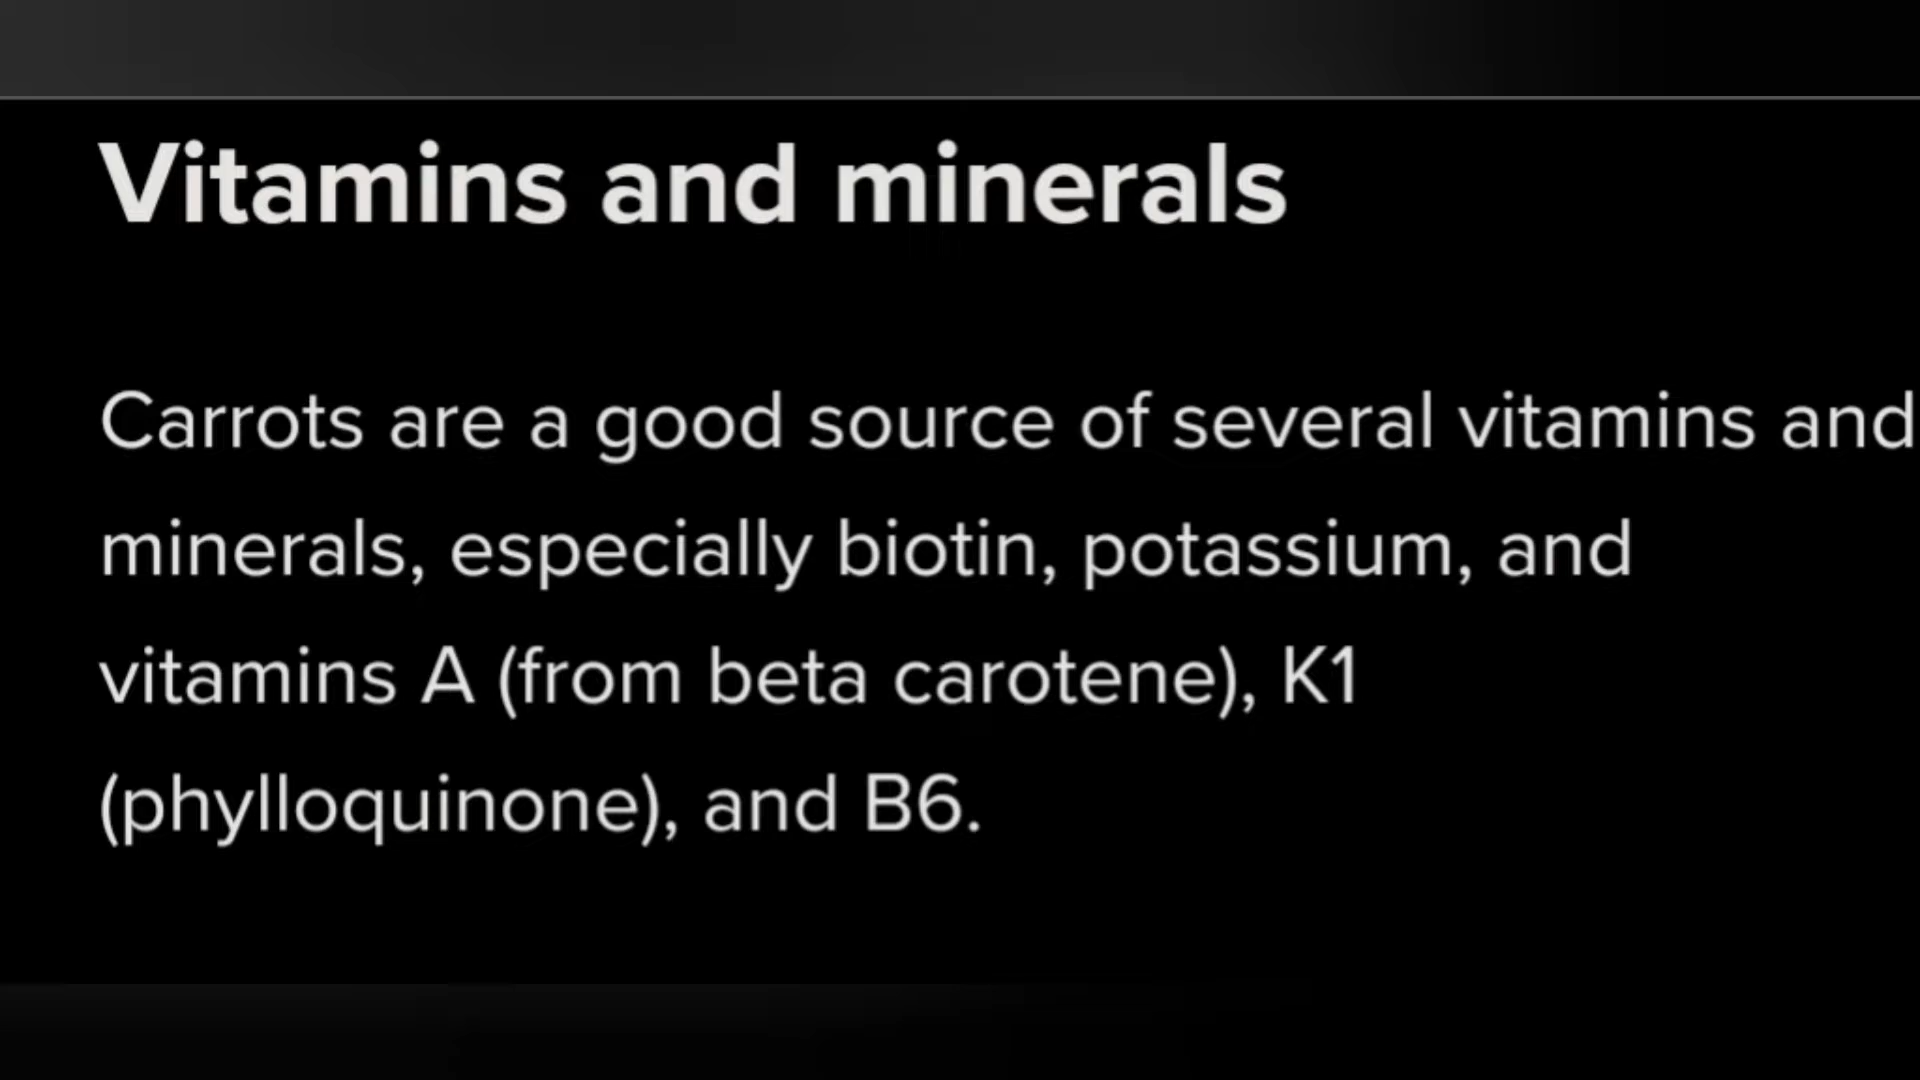 Vitamins and minerals
Carrots are a good source of several vitamins and
minerals, especially biotin, potassium, and
vitamins A (from beta carotene), K1
(phylloquinone), and B6.